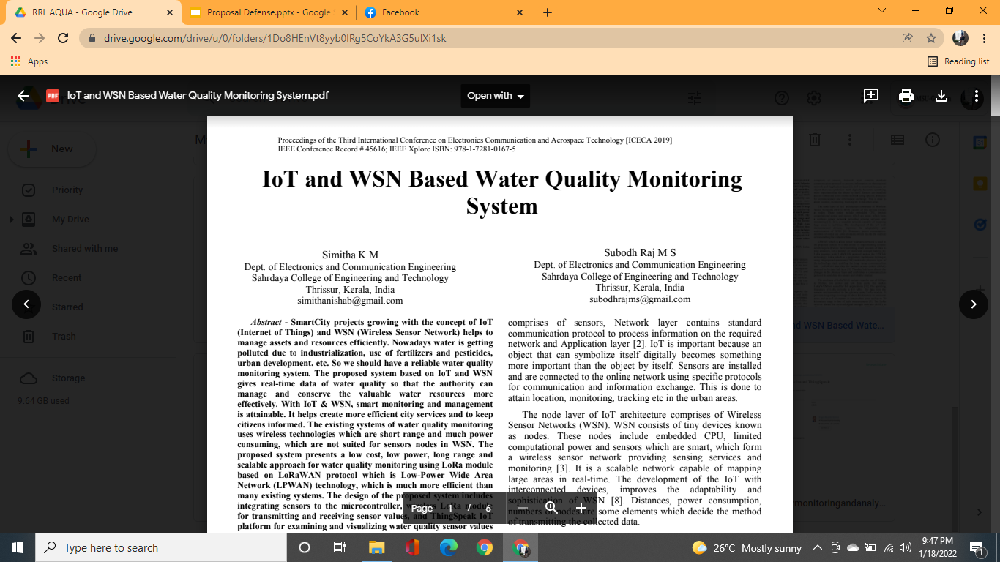 RRL AQUA - Google Drive
Proposal Defense.pptx - Google
Facebook
drive.google.com/drive/u/0/folders/1Do8HEnVt8yyb0IRg5CoYkA3G5ulXi1sk
Apps
Reading list
PDF
IoT and WSN Based Water Quality Monitoring System.pdf
Open with
New
Priority
My Drive
Shared with me
Recent
Starred
Trash
Storage
9.64 GB used
Proceedings of the Third International Conference on Electronics Communication and Aerospace Technology [ICECA 2019]
IEEE Conference Record # 45616; IEEE Xplore ISBN: 978-1-7281-0167-5
IoT and WSN Based Water Quality Monitoring
System
Simitha K M
Dept. of Electronics and Communication Engineering
Sahrdaya College of Engineering and Technology
Thrissur, Kerala, India
simithanishab@gmail.com
Subodh Raj M S
Dept. of Electronics and Communication Engineering
Sahrdaya College of Engineering and Technology
Thrissur, Kerala, India
subodhrajms@gmail.com
Abstract - SmartCity projects growing with the concept of IoT
(Internet of Things) and WSN (Wireless Sensor Network) helps to
manage assets and resources efficiently. Nowadays water is getting
polluted due to industrialization, use of fertilizers and pesticides,
urban development, etc. So we should have a reliable water quality
monitoring system. The proposed system based on IoT and WSN
gives real-time data of water quality so that the authority can
manage and conserve the valuable water resources more
effectively. With IoT & WSN, smart monitoring and management
is attainable. It helps create more efficient city services and to keep
citizens informed. The existing systems of water quality monitoring
uses wireless technologies which are short range and much power
consuming, which are not suited for sensors nodes in WSN. The
proposed system presents a low cost, low power, long range and
scalable approach for water quality monitoring using LoRa module
based on LoRaWAN protocol which is Low-Power Wide Area
Network (LPWAN) technology, which is much more efficient than
many existing systems. The design of the proposed system includes
integrating sensors to the microcontroller, wireless LoRa module
for transmitting and receiving sensor values, and ThingSpeak IoT
platform for examining and visualizing water quality sensor values
comprises of sensors, Network layer contains standard
communication protocol to process information on the required
network and Application layer [2]. IoT is important because an
object that can symbolize itself digitally becomes something
more important than the object by itself. Sensors are installed
and are connected to the online network using specific protocols
for communication and information exchange. This is done to
attain location, monitoring, tracking etc in the urban areas.
The node layer of IoT architecture comprises of Wireless
Sensor Networks (WSN). WSN consists of tiny devices known
as nodes. These nodes include embedded CPU, limited
computational power and sensors which are smart, which form
a wireless sensor network providing sensing services and
monitoring [3]. It is a scalable network capable of mapping
large areas in real-time. The development of the IoT with
interconnected devices, improves the adaptability and
sophistication of WSN [8]. Distances, power consumption,
numbers of nodes are some elements which decide the method
of transmitting the collected data.
d WSN Based Wate...
monitoringandanaly...
Page 1 / 6
Type here to search
26°C Mostly sunny
9:47 PM
1/18/2022
1